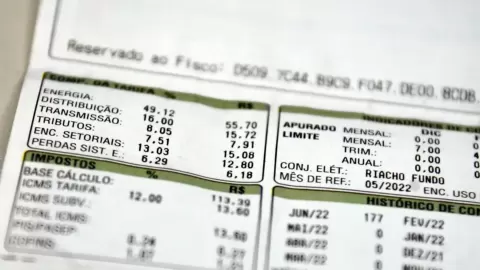 Reservado ao Fisco: D509.7C44.B9C9.F047.DE00.8CDB
COMP. DA TARIFA % R$
ENERGIA: 49.12 55.70
DISTRIBUIÇÃO: 16.00 15.72
TRANSMISSÃO: 8.05 7.91
TRIBUTOS: 7.51 15.08
ENC. SETORIAIS: 13.03 12.80
PERDAS SIST. E.: 6.29 6.18
IMPOSTOS % R$
BASE CÁLCULO: 113.39
ICMS TARIFA: 12.00 13.60
ICMS SUBV.:
TOTAL ICMS: 13.60
PIS/PASEP
INDICADORES DE
DIC
APURADO MENSAL: 0.00
LIMITE MENSAL: 7.00
TRIM.: 0.00
ANUAL: 0.00
CONJ. ELÉT.: RIACHO FUNDO
MÊS DE REF.: 05/2022 ENC. USO
HISTÓRICO DE
JUN/22 177 FEV/22
MAI/22 0 JAN/22
ABR/22 0 DEZ/21